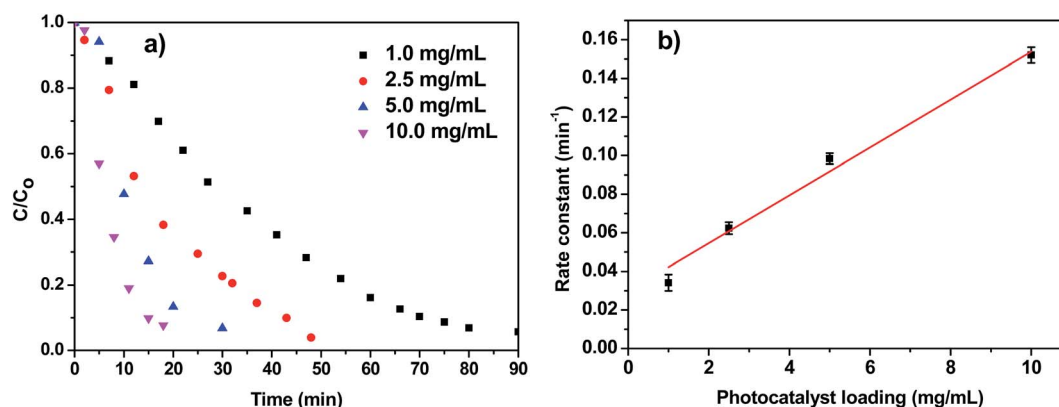 a)
1.0 mg/mL
2.5 mg/mL
5.0 mg/mL
10.0 mg/mL
C/Co
1.0
0.8
0.6
0.4
0.2
0.0
0 10 20 30 40 50 60 70 80 90
Time (min)
b)
Rate constant (min⁻¹)
0.16
0.14
0.12
0.10
0.08
0.06
0.04
0.02
0.00
0 2 4 6 8 10
Photocatalyst loading (mg/mL)